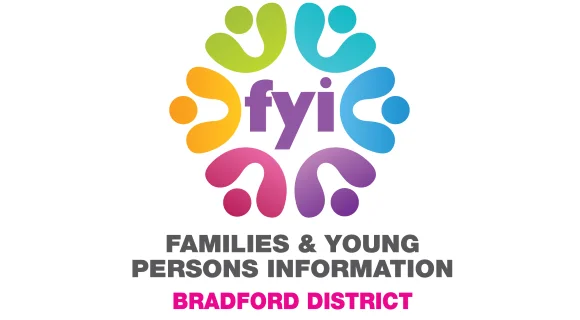 fyi
FAMILIES & YOUNG
PERSONS INFORMATION
BRADFORD DISTRICT